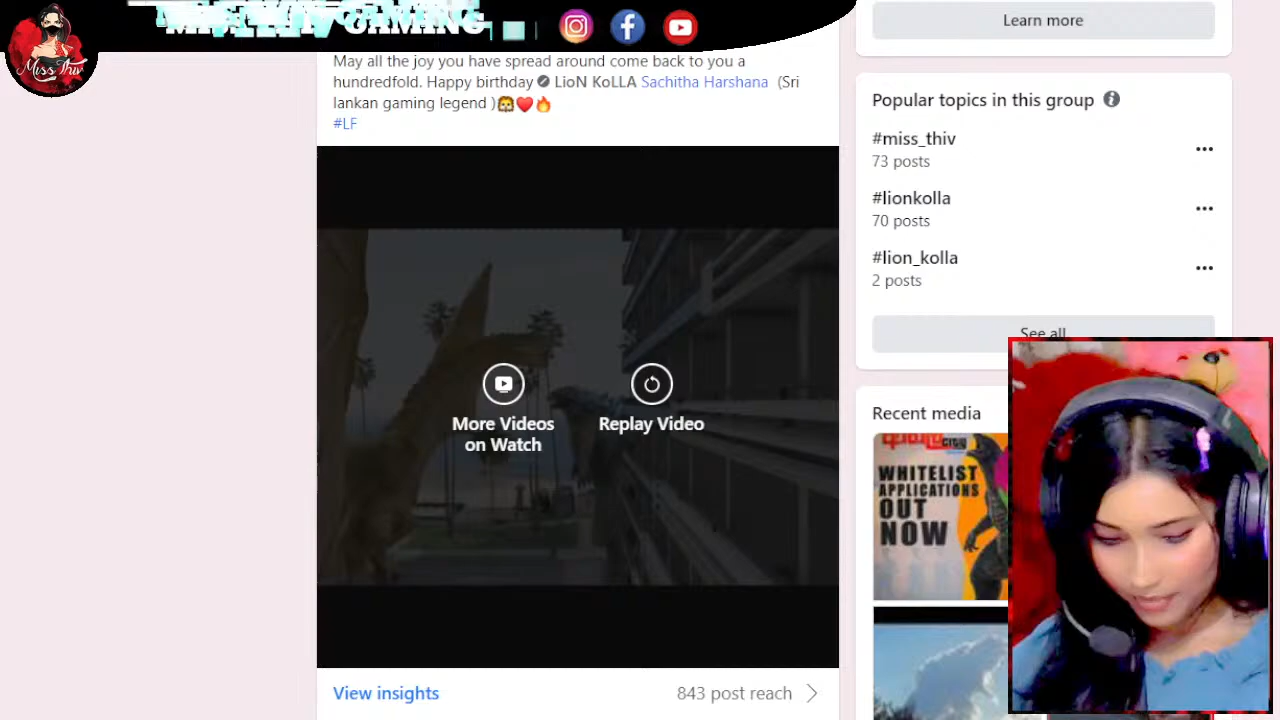 Miss Thiv
GAMING
May all the joy you have spread around come back to you a
hundredfold. Happy birthday LioN KoLLA Sachitha Harshana (Sri
lankan gaming legend )🦁❤️🔥
#LF
More Videos
on Watch
Replay Video
View insights
843 post reach
Learn more
Popular topics in this group
#miss_thiv
73 posts
#lionkolla
70 posts
#lion_kolla
2 posts
See all
Recent media
CITY
WHITELIST
APPLICATIONS
OUT
NOW